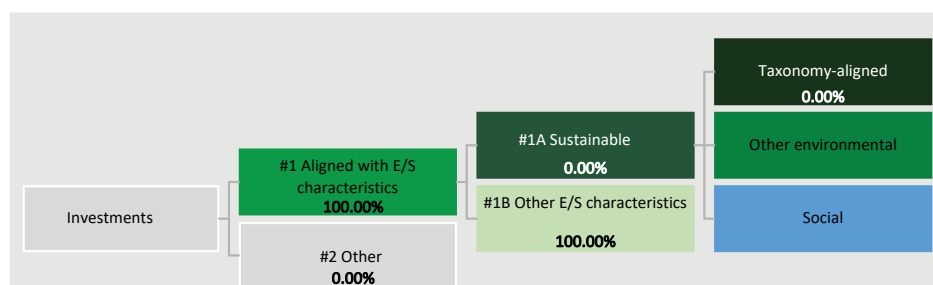 Investments
#1 Aligned with E/S
characteristics
100.00%
#2 Other
0.00%
#1A Sustainable
0.00%
#1B Other E/S characteristics
100.00%
Taxonomy-aligned
0.00%
Other environmental
Social